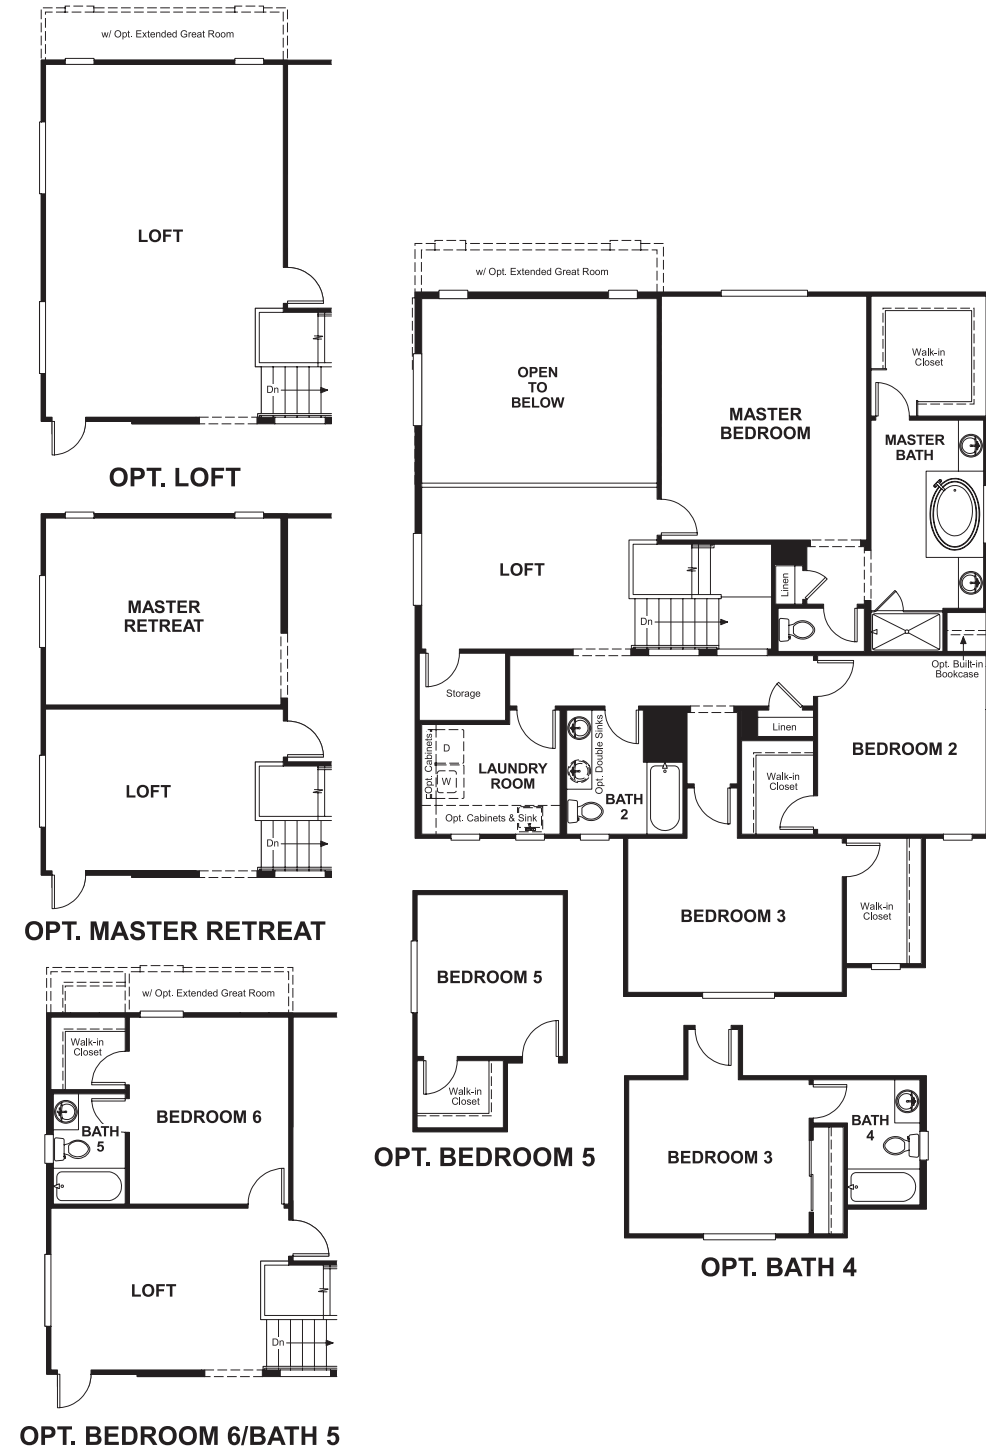 w/ Opt. Extended Great Room
LOFT
Dn
OPT. LOFT
MASTER
RETREAT
LOFT
Dn
OPT. MASTER RETREAT
w/ Opt. Extended Great Room
Walk-in
Closet
BEDROOM 6
BATH
5
LOFT
Dn
OPT. BEDROOM 6/BATH 5
w/ Opt. Extended Great Room
OPEN
TO
BELOW
MASTER
BEDROOM
Walk-in
Closet
MASTER
BATH
LOFT
Linen
Dn
Storage
Opt. Built-in
Bookcase
Linen
BEDROOM 2
Opt. Cabinets
D
W
LAUNDRY
ROOM
Opt. Cabinets & Sink
Opt. Double Sinks
BATH
2
Walk-in
Closet
BEDROOM 3
Walk-in
Closet
BEDROOM 5
Walk-in
Closet
OPT. BEDROOM 5
BEDROOM 3
BATH
4
OPT. BATH 4